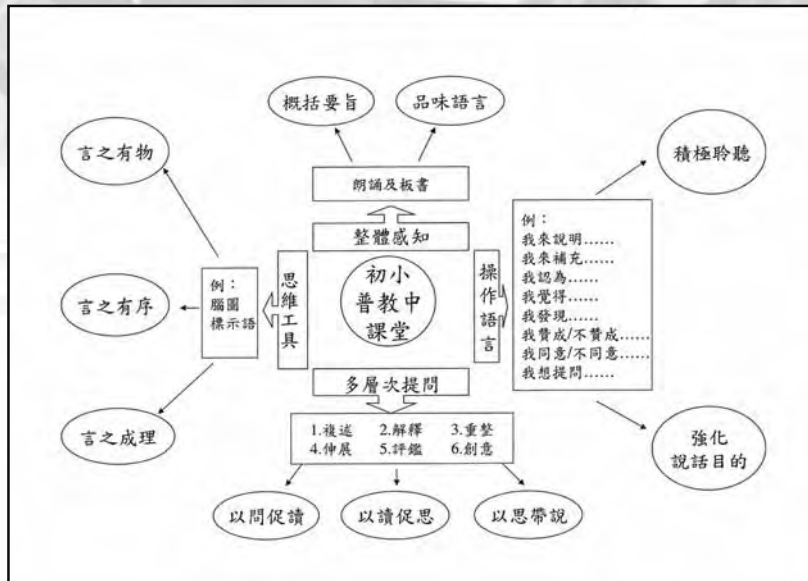 概括要旨
品味語言
言之有物
積極聆聽
朗誦及板書
整體感知
例：
我來說明……
我來補充……
我認為……
我覺得……
我發現……
我贊成/不贊成……
我同意/不同意……
我想提問……
操作語言
思維工具
初小
普教中
課堂
言之有序
例：
腦圖
標示語
多層次提問
1.複述 2.解釋 3.重整
4.伸展 5.評鑑 6.創意
言之成理
強化
說話目的
以問促讀
以讀促思
以思帶說